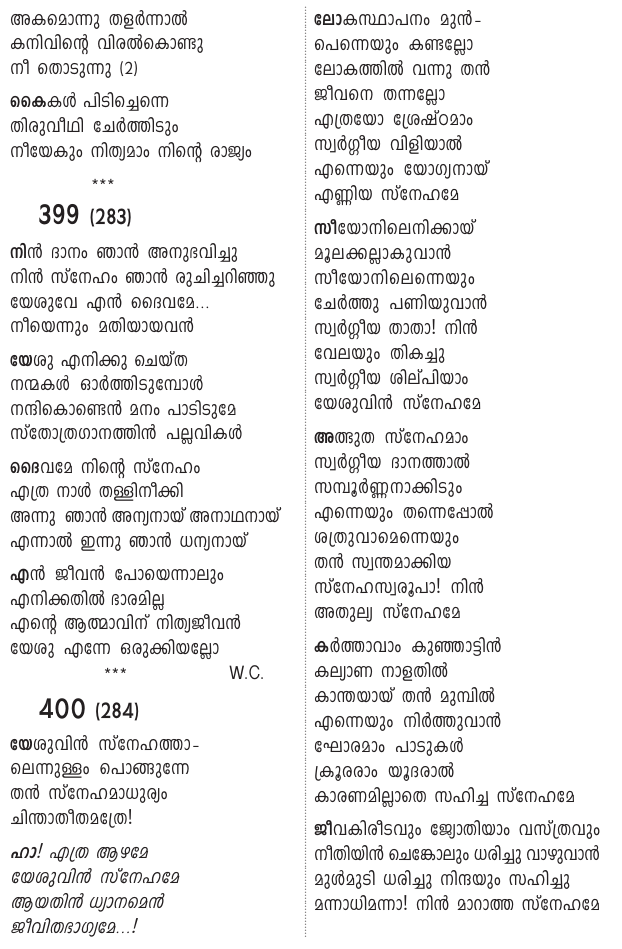 അകമൊന്നു തളർന്നാൽ
കനിവിന്റെ വിരൽകൊണ്ടു
നീ തൊടുന്നു (2)
കൈകൾ പിടിച്ചെന്നെ
തിരുവീഥി ചേർത്തിടും
നീയേകും നിത്യമാം നിന്റെ രാജ്യം
***
399 (283)
നിൻ ദാനം ഞാൻ അനുഭവിച്ചു
നിൻ സ്നേഹം ഞാൻ രുചിച്ചറിഞ്ഞു
യേശുവേ എൻ ദൈവമേ...
നീയെന്നും മതിയായവൻ
യേശു എനിക്കു ചെയ്ത
നന്മകൾ ഓർത്തിടുമ്പോൾ
നന്ദികൊണ്ടെൻ മനം പാടിടുമേ
സ്തോത്രഗാനത്തിൻ പല്ലവികൾ
ദൈവമേ നിന്റെ സ്നേഹം
എത്ര നാൾ തള്ളിനീക്കി
അന്നു ഞാൻ അന്യനായ് അനാഥനായ്
എന്നാൽ ഇന്നു ഞാൻ ധന്യനായ്
എൻ ജീവൻ പോയെന്നാലും
എനിക്കതിൽ ഭാരമില്ല
എന്റെ ആത്മാവിന് നിത്യജീവൻ
യേശു എന്നേ ഒരുക്കിയല്ലോ
*** W.C.
400 (284)
യേശുവിൻ സ്നേഹത്താ-
ലെന്നുള്ളം പൊങ്ങുന്നേ
തൻ സ്നേഹമാധുര്യം
ചിന്താതീതമത്രേ!
ഹാ! എത്ര ആഴമേ
യേശുവിൻ സ്നേഹമേ
ആയതിൻ ധ്യാനമെൻ
ജീവിതഭാഗ്യമേ...!
ലോകസ്ഥാപനം മുൻ-
പെന്നെയും കണ്ടല്ലോ
ലോകത്തിൽ വന്നു തൻ
ജീവനെ തന്നല്ലോ
എത്രയോ ശ്രേഷ്ഠമാം
സ്വർഗ്ഗീയ വിളിയാൽ
എന്നെയും യോഗ്യനായ്
എണ്ണിയ സ്നേഹമേ
സീയോനിലെനിക്കായ്
മൂലക്കല്ലാകുവാൻ
സീയോനിലെന്നെയും
ചേർത്തു പണിയുവാൻ
സ്വർഗ്ഗീയ താതാ! നിൻ
വേലയും തികച്ചു
സ്വർഗ്ഗീയ ശില്പിയാം
യേശുവിൻ സ്നേഹമേ
അത്ഭുത സ്നേഹമാം
സ്വർഗ്ഗീയ ദാനത്താൽ
സമ്പൂർണ്ണനാക്കിടും
എന്നെയും തന്നെപ്പോൽ
ശത്രുവാമെന്നെയും
തൻ സ്വന്തമാക്കിയ
സ്നേഹസ്വരൂപാ! നിൻ
അതുല്യ സ്നേഹമേ
കർത്താവാം കുഞ്ഞാട്ടിൻ
കല്യാണ നാളതിൽ
കാന്തയായ് തൻ മുമ്പിൽ
എന്നെയും നിർത്തുവാൻ
ഘോരമാം പാടുകൾ
ക്രൂരരാം യൂദരാൽ
കാരണമില്ലാതെ സഹിച്ച സ്നേഹമേ
ജീവകിരീടവും ജ്യോതിയാം വസ്ത്രവും
നീതിയിൻ ചെങ്കോലും ധരിച്ചു വാഴുവാൻ
മുൾമുടി ധരിച്ചു നിന്ദയും സഹിച്ചു
മന്നാധിമന്നാ! നിൻ മാറാത്ത സ്നേഹമേ